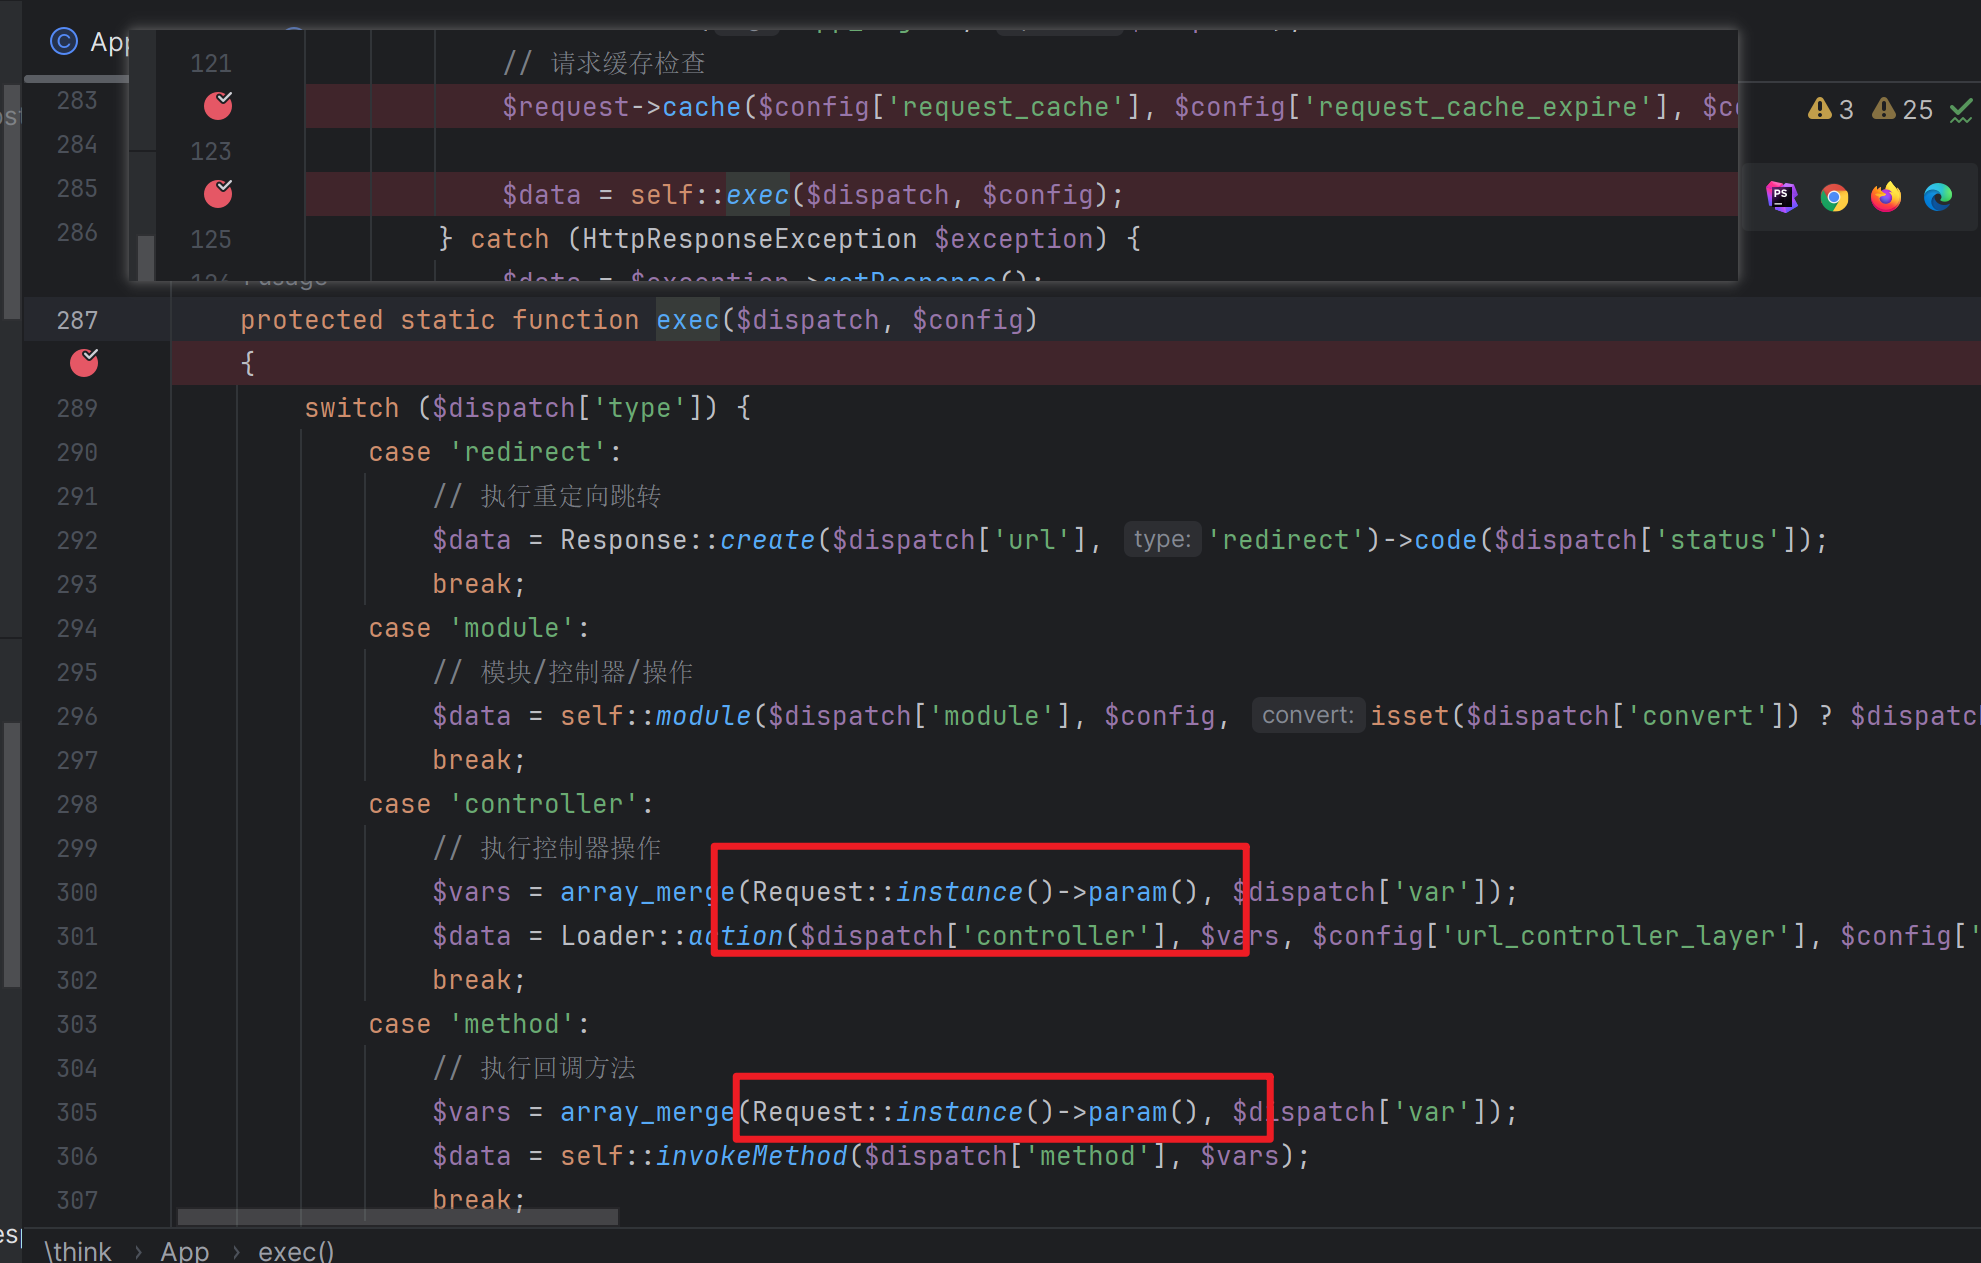 App
121 // 请求缓存检查
$request->cache($config['request_cache'], $config['request_cache_expire'], $co
123
$data = self::exec($dispatch, $config);
125 } catch (HttpResponseException $exception) {
3 25
283
284
285
286
287 protected static function exec($dispatch, $config)
{
289 switch ($dispatch['type']) {
290 case 'redirect':
291 // 执行重定向跳转
292 $data = Response::create($dispatch['url'], type: 'redirect')->code($dispatch['status']);
293 break;
294 case 'module':
295 // 模块/控制器/操作
296 $data = self::module($dispatch['module'], $config, convert: isset($dispatch['convert']) ? $dispatch
297 break;
298 case 'controller':
299 // 执行控制器操作
300 $vars = array_merge(Request::instance()->param(), $dispatch['var']);
301 $data = Loader::action($dispatch['controller'], $vars, $config['url_controller_layer'], $config['
302 break;
303 case 'method':
304 // 执行回调方法
305 $vars = array_merge(Request::instance()->param(), $dispatch['var']);
306 $data = self::invokeMethod($dispatch['method'], $vars);
307 break;
\think › App › exec()